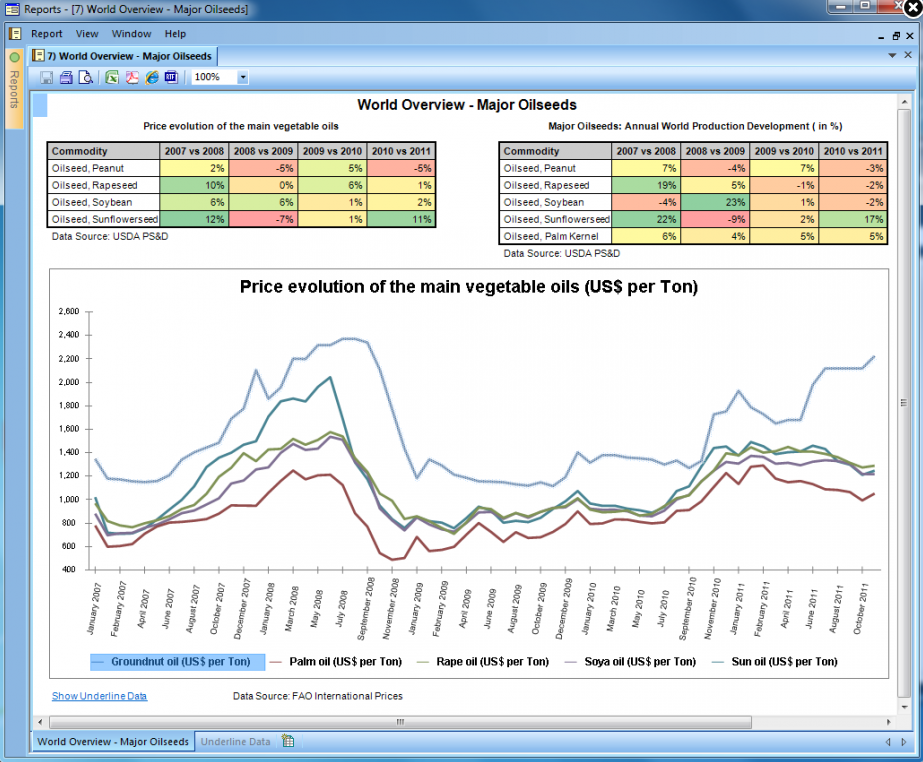 Reports - [7) World Overview - Major Oilseeds]
Report View Window Help
7) World Overview - Major Oilseeds
100%
Reports
World Overview - Major Oilseeds
Price evolution of the main vegetable oils
Commodity 2007 vs 2008 2008 vs 2009 2009 vs 2010 2010 vs 2011
Oilseed, Peanut 2% -5% 5% -5%
Oilseed, Rapeseed 10% 0% 6% 1%
Oilseed, Soybean 6% 6% 1% 2%
Oilseed, Sunflowerseed 12% -7% 1% 11%
Data Source: USDA PS&D
Major Oilseeds: Annual World Production Development ( in %)
Commodity 2007 vs 2008 2008 vs 2009 2009 vs 2010 2010 vs 2011
Oilseed, Peanut 7% -4% 7% -3%
Oilseed, Rapeseed 19% 5% -1% -2%
Oilseed, Soybean -4% 23% 1% -2%
Oilseed, Sunflowerseed 22% -9% 2% 17%
Oilseed, Palm Kernel 6% 4% 5% 5%
Data Source: USDA PS&D
Price evolution of the main vegetable oils (US$ per Ton)
2,600
2,400
2,200
2,000
1,800
1,600
1,400
1,200
1,000
800
600
400
January 2007
February 2007
April 2007
June 2007
August 2007
October 2007
December 2007
January 2008
March 2008
May 2008
July 2008
September 2008
November 2008
January 2009
February 2009
April 2009
June 2009
August 2009
October 2009
December 2009
January 2010
March 2010
May 2010
July 2010
September 2010
November 2010
January 2011
February 2011
April 2011
June 2011
August 2011
October 2011
Groundnut oil (US$ per Ton) Palm oil (US$ per Ton) Rape oil (US$ per Ton) Soya oil (US$ per Ton) Sun oil (US$ per Ton)
Show Underline Data
Data Source: FAO International Prices
World Overview - Major Oilseeds Underline Data